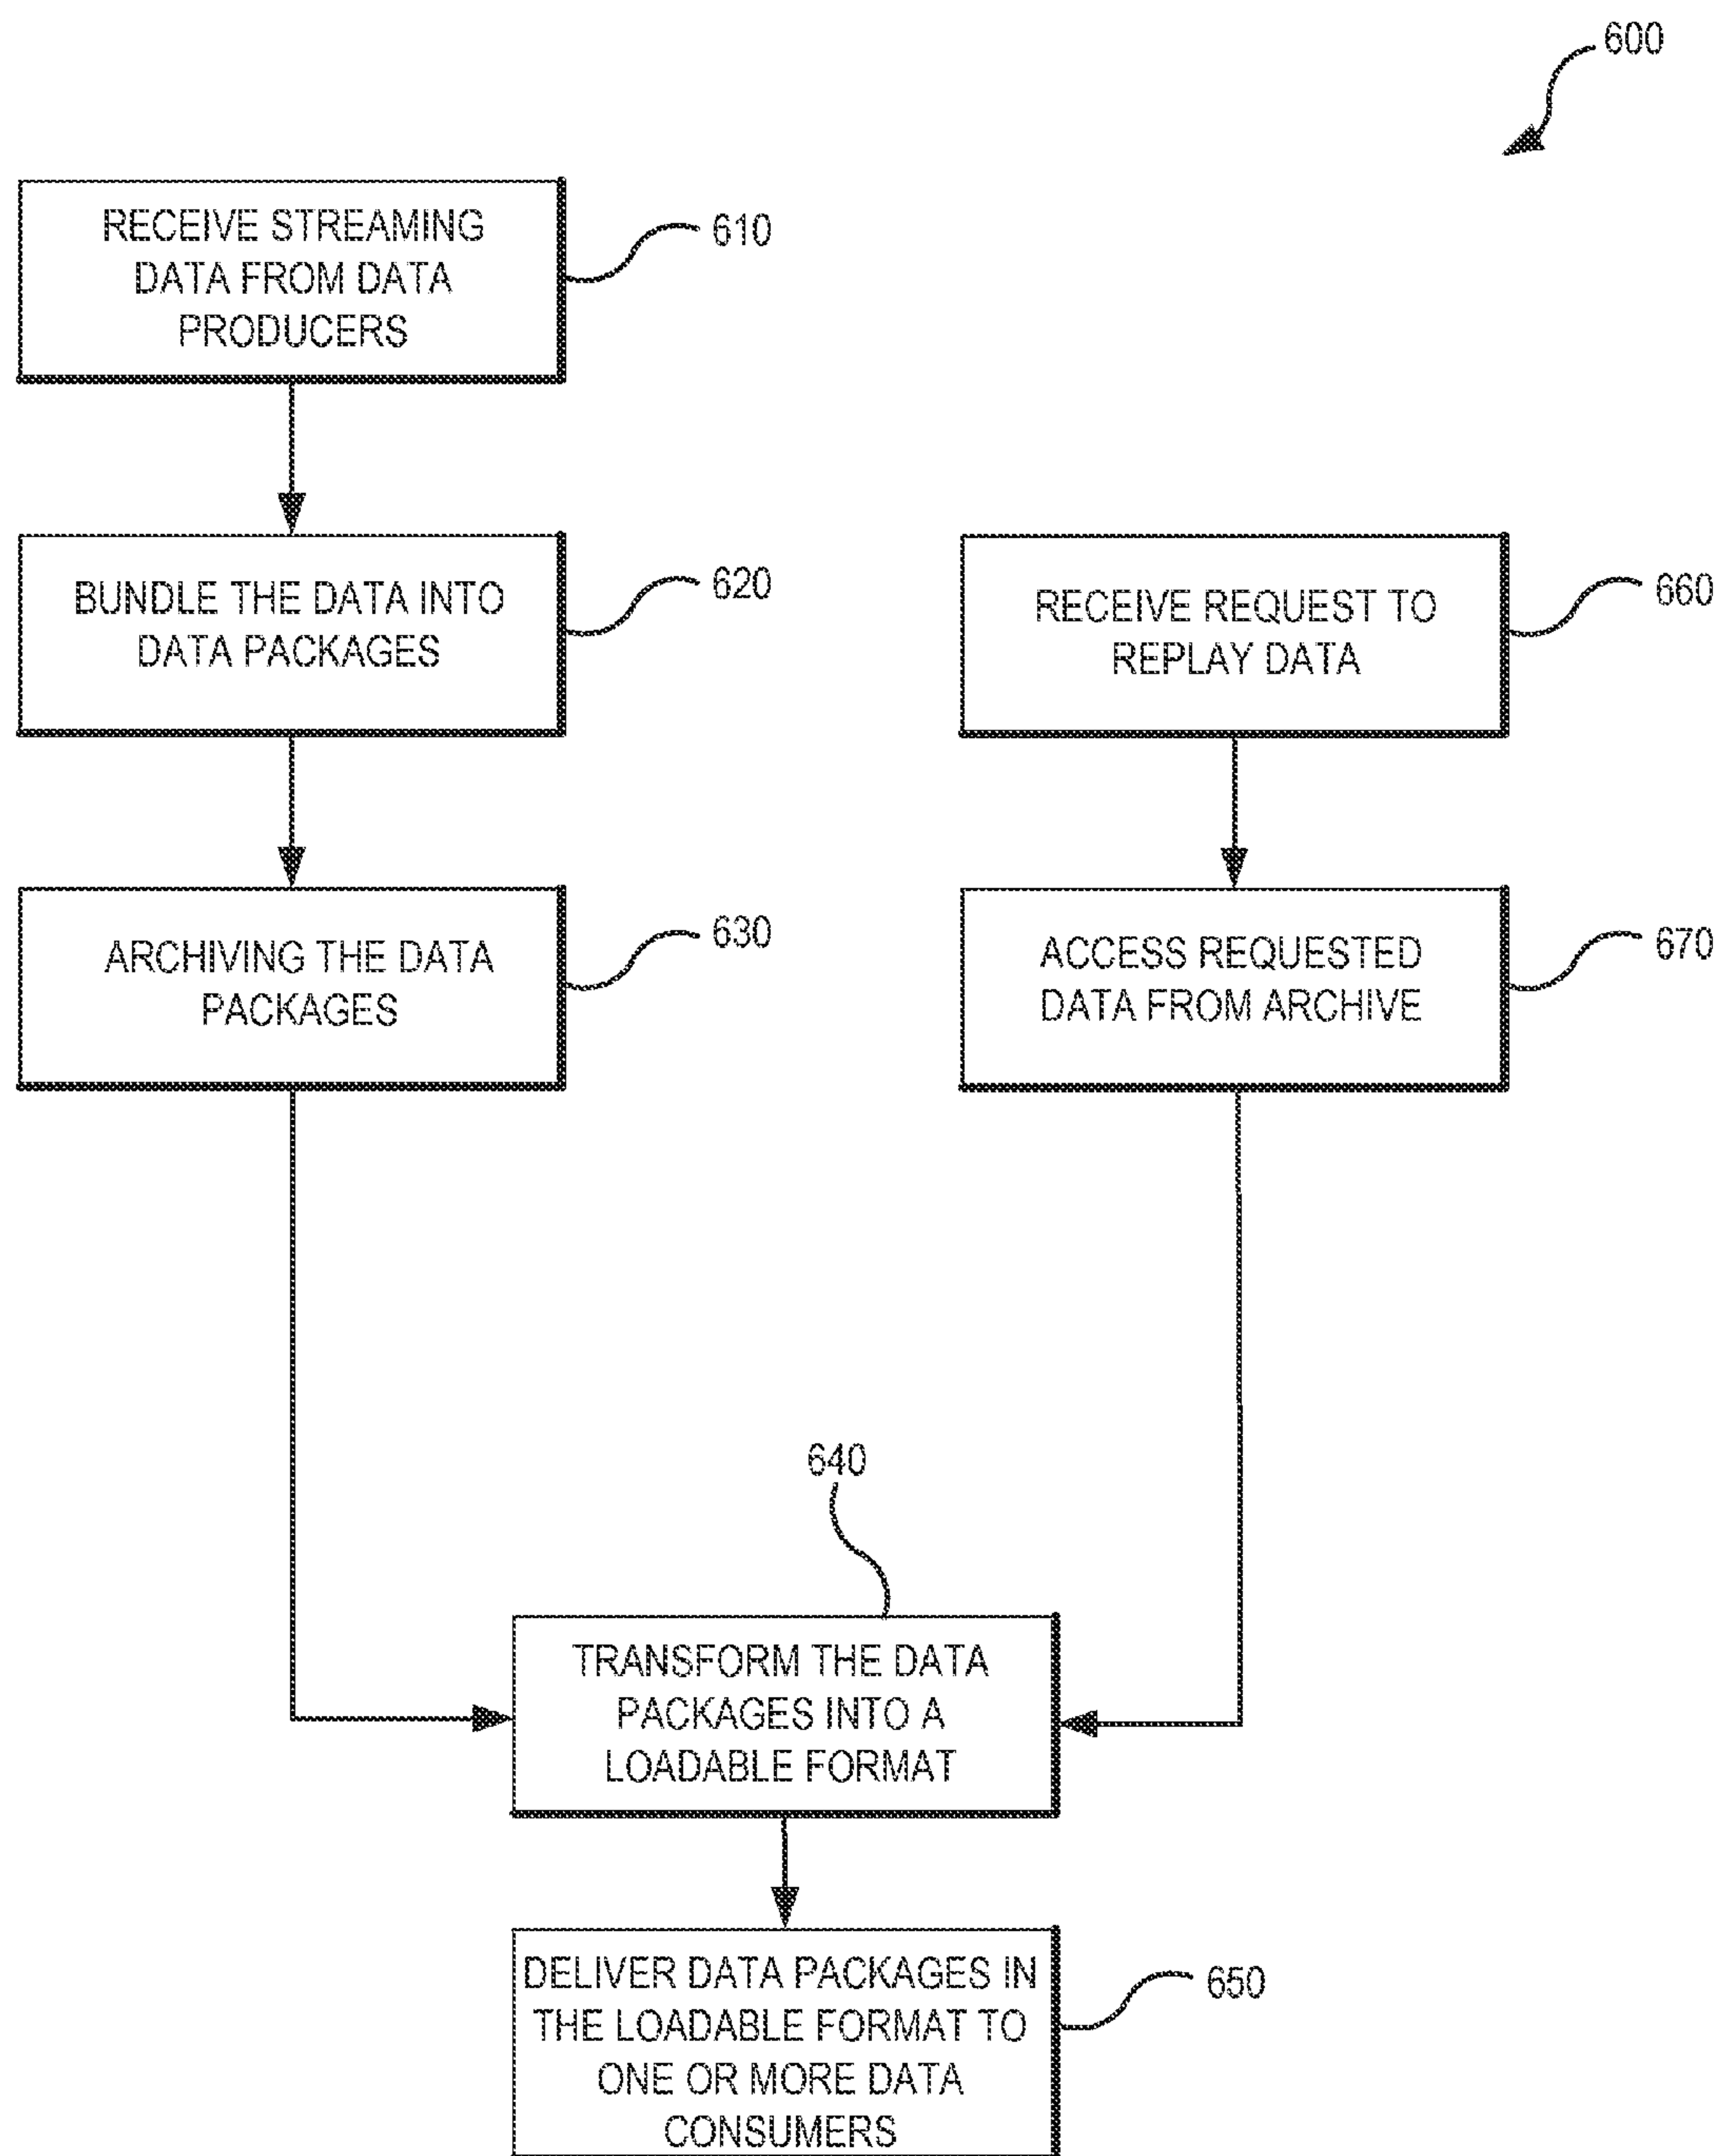 600
RECEIVE STREAMING
DATA FROM DATA
PRODUCERS
610
BUNDLE THE DATA INTO
DATA PACKAGES
620
ARCHIVING THE DATA
PACKAGES
630
RECEIVE REQUEST TO
REPLAY DATA
660
ACCESS REQUESTED
DATA FROM ARCHIVE
670
640
TRANSFORM THE DATA
PACKAGES INTO A
LOADABLE FORMAT
DELIVER DATA PACKAGES IN
THE LOADABLE FORMAT TO
ONE OR MORE DATA
CONSUMERS
650